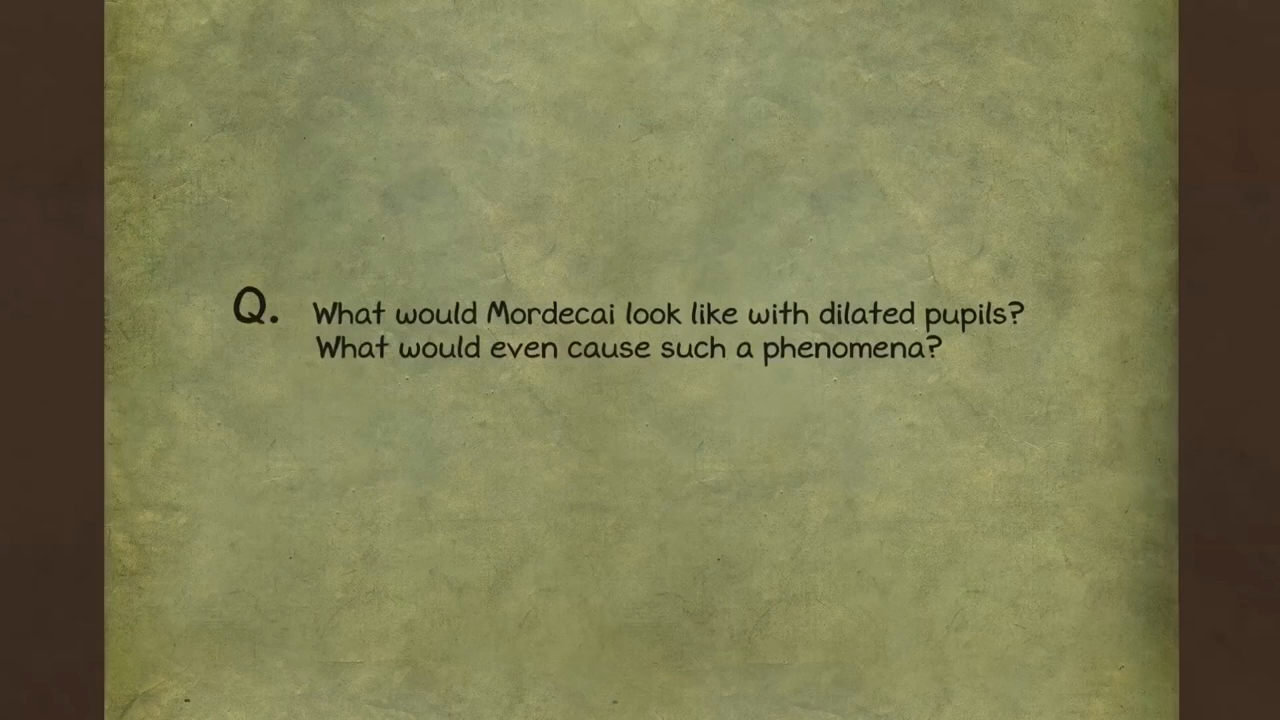 Q. What would Mordecai look like with dilated pupils?
What would even cause such a phenomena?